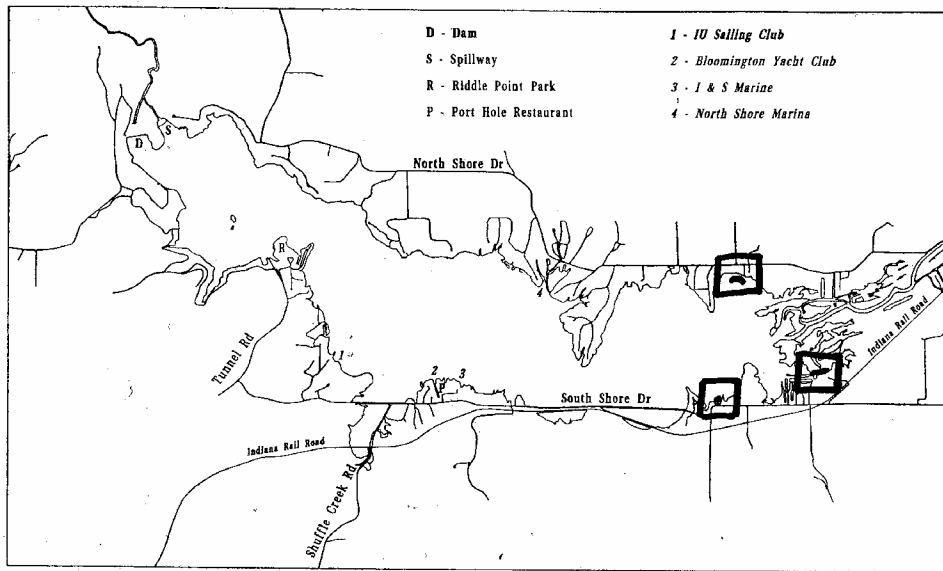 D - Dam
S - Spillway
R - Riddle Point Park
P - Port Hole Restaurant
1 - IU Sailing Club
2 - Bloomington Yacht Club
3 - I & S Marine
4 - North Shore Marina
S
D
North Shore Dr
R
4
Indiana Rail Road
Tunnel Rd
1
2
3
P
South Shore Dr
Indiana Rail Road
Shuffle Creek Rd